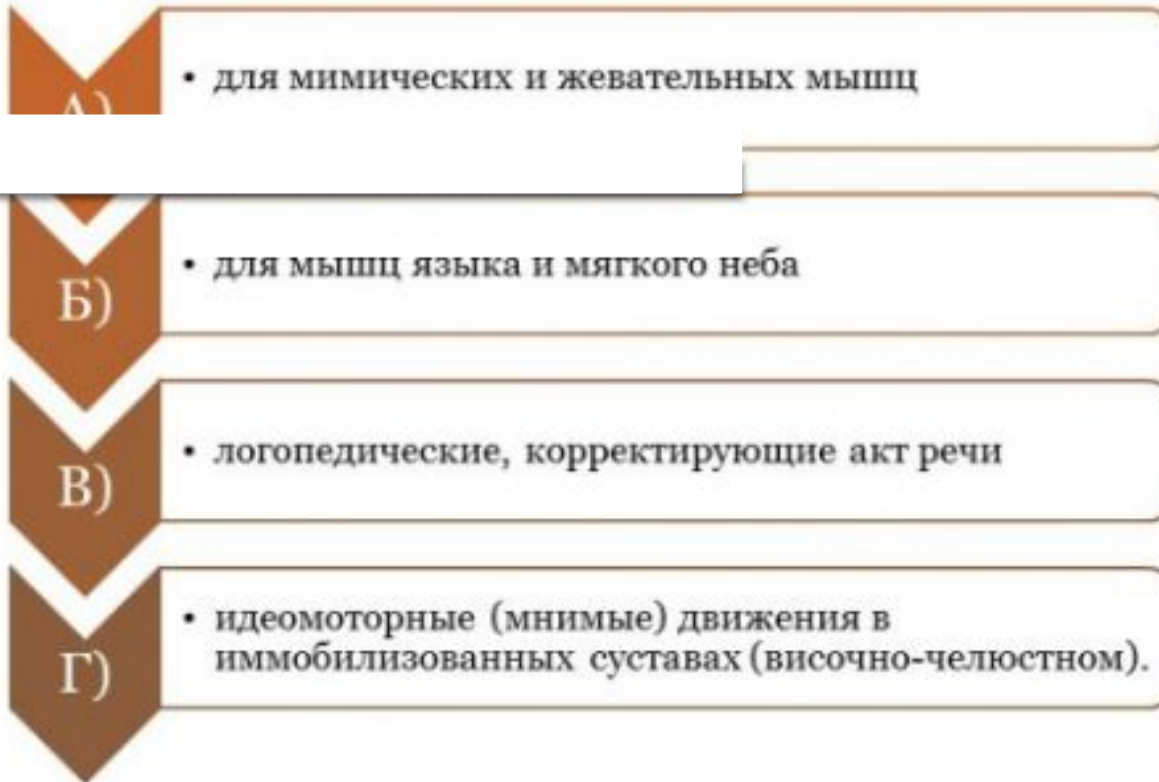 А)
• для мимических и жевательных мышц
Б)
• для мышц языка и мягкого неба
В)
• логопедические, корректирующие акт речи
Г)
• идеомоторные (мнимые) движения в
иммобилизованных суставах (височно-челюстном).